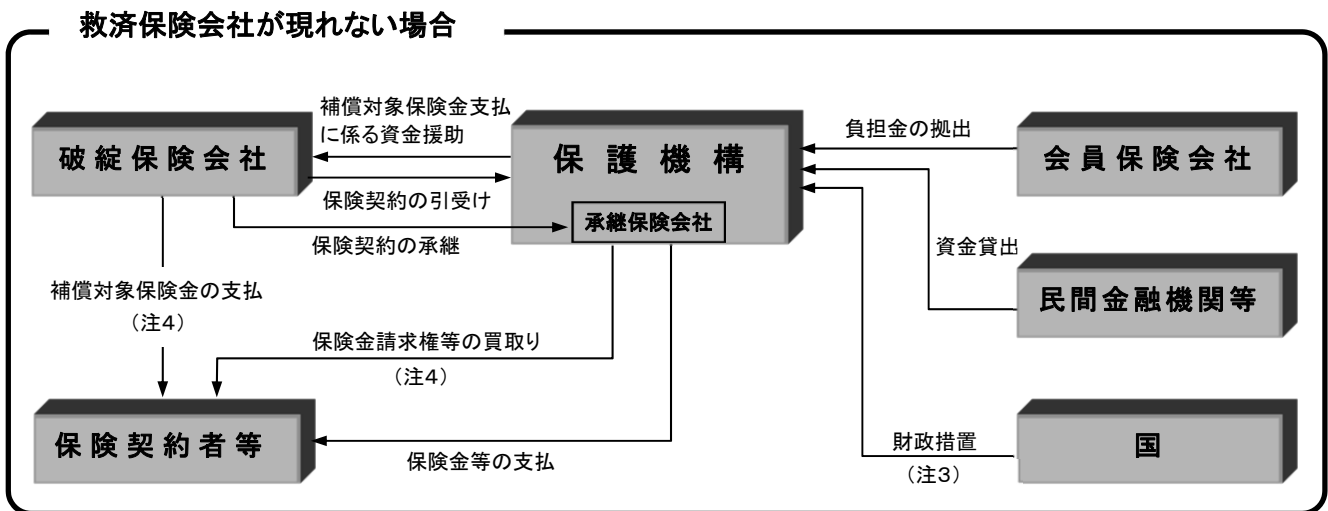 救済保険会社が現れない場合
補償対象保険金支払
に係る資金援助
破綻保険会社
保護機構
負担金の拠出
会員保険会社
保険契約の引受け
承継保険会社
保険契約の承継
資金貸出
民間金融機関等
補償対象保険金の支払
（注4）
保険金請求権等の買取り
（注4）
保険契約者等
保険金等の支払
財政措置
（注3）
国